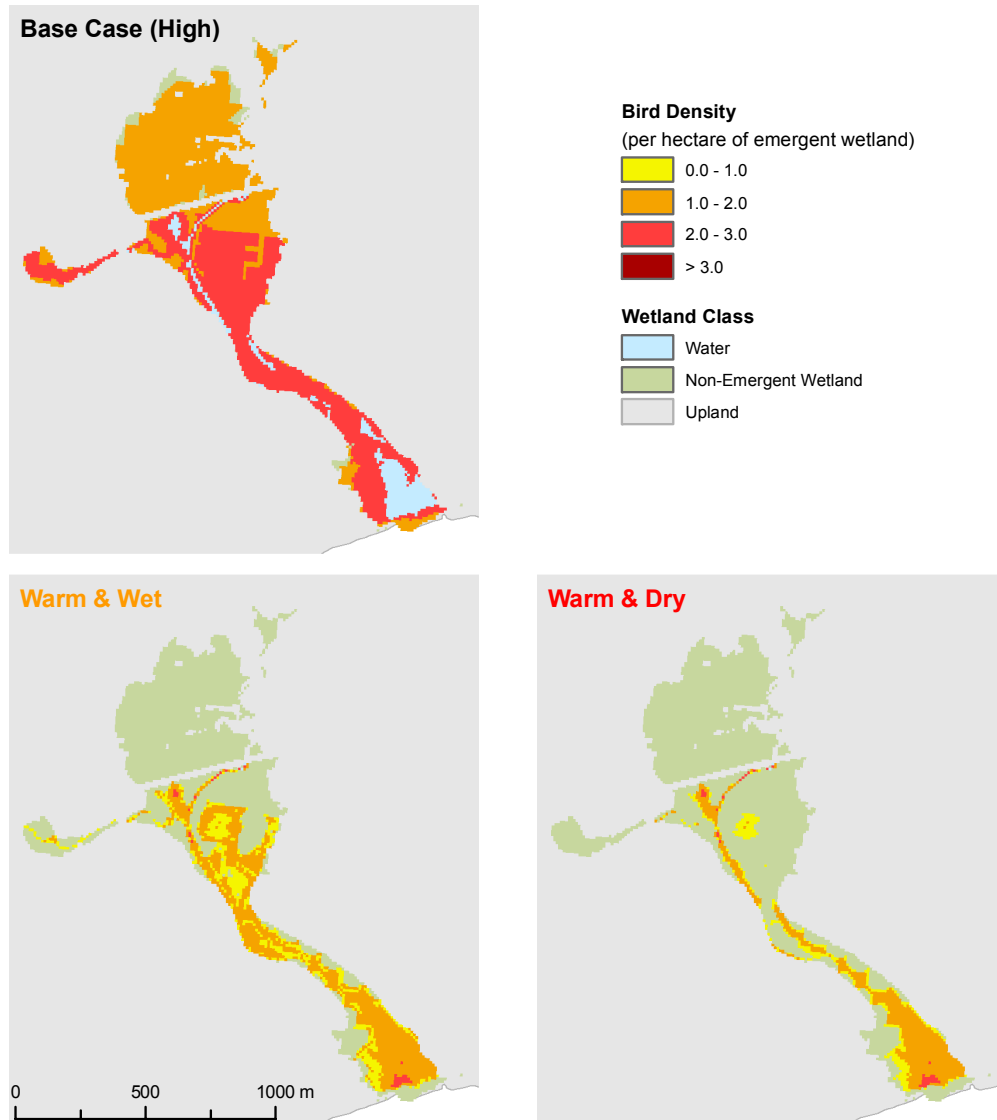 Base Case (High)
Bird Density
(per hectare of emergent wetland)
0.0 - 1.0
1.0 - 2.0
2.0 - 3.0
> 3.0
Wetland Class
Water
Non-Emergent Wetland
Upland
Warm & Wet
Warm & Dry
0 500 1000 m